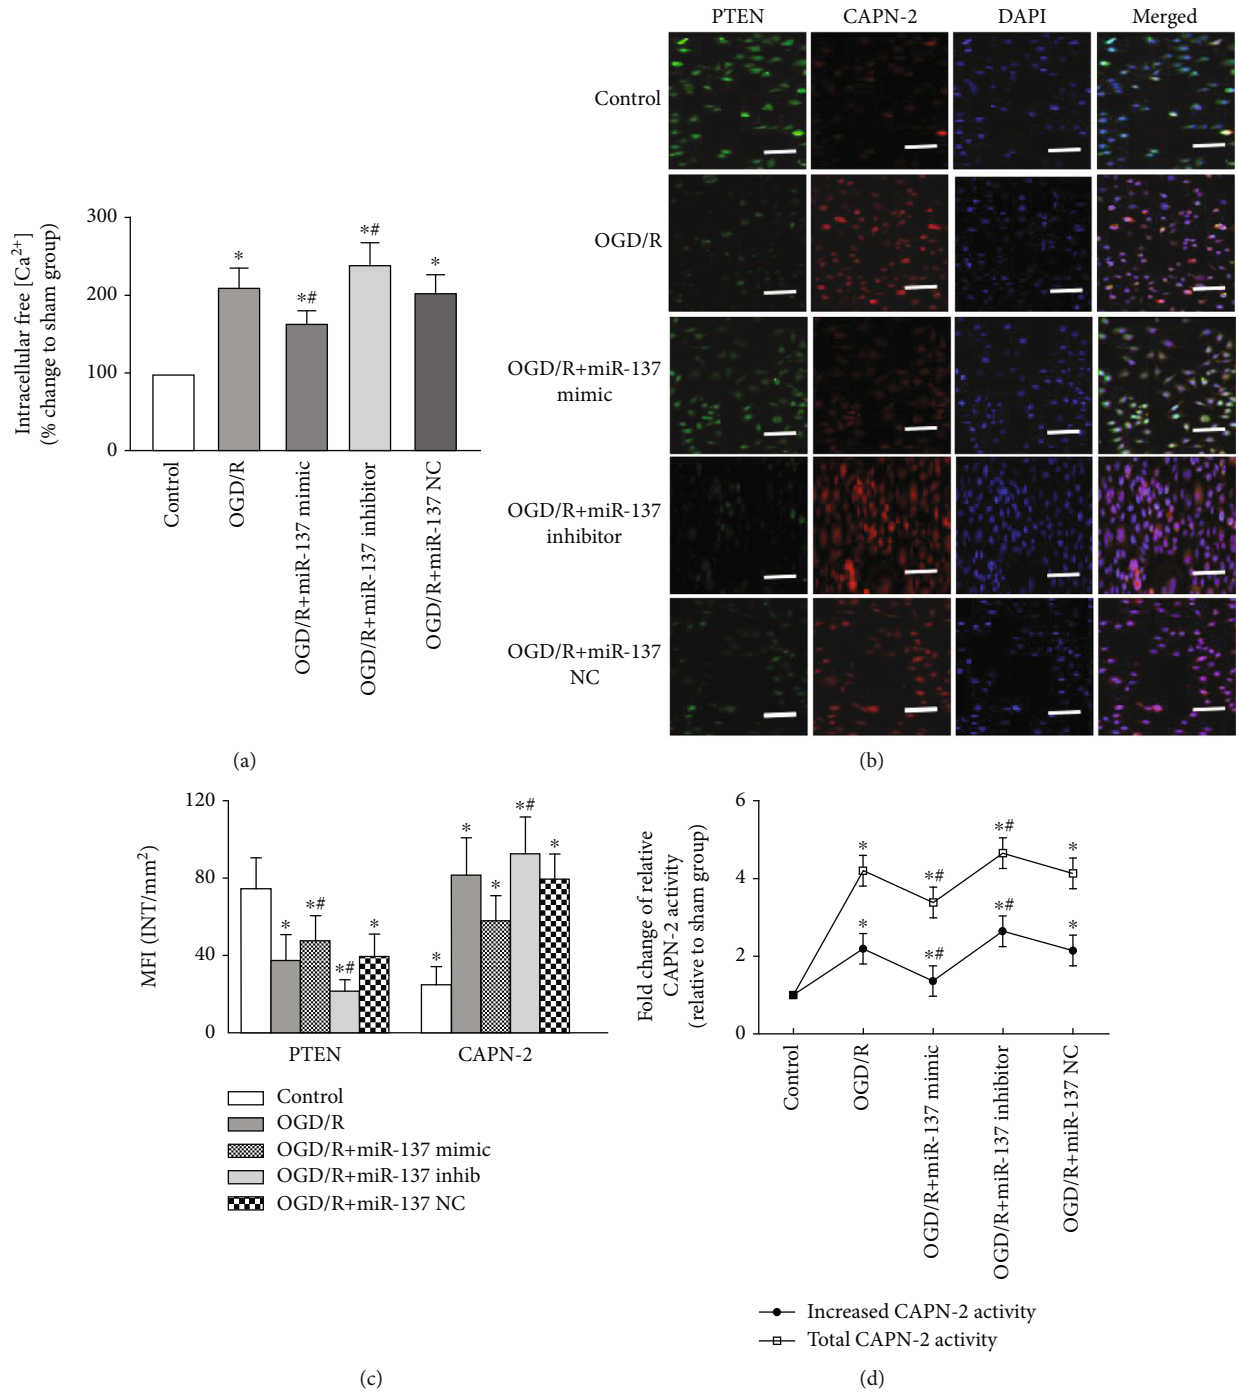 Intracellular free [Ca²⁺]
(% change to sham group)
300
200
100
0
*
*#
*#
*
Control
OGD/R
OGD/R+miR-137 mimic
OGD/R+miR-137 inhibitor
OGD/R+miR-137 NC
(a)
PTEN CAPN-2 DAPI Merged
Control
OGD/R
OGD/R+miR-137
mimic
OGD/R+miR-137
inhibitor
OGD/R+miR-137
NC
(b)
MFI (INT/mm²)
120
80
40
0
*
*#
*#
*
*
*
*
*#
*
PTEN CAPN-2
Control
OGD/R
OGD/R+miR-137 mimic
OGD/R+miR-137 inhib
OGD/R+miR-137 NC
(c)
Fold change of relative
CAPN-2 activity
(relative to sham group)
6
4
2
0
*
*#
*#
*
*
*#
*#
*
Control
OGD/R
OGD/R+miR-137 mimic
OGD/R+miR-137 inhibitor
OGD/R+miR-137 NC
Increased CAPN-2 activity
Total CAPN-2 activity
(d)